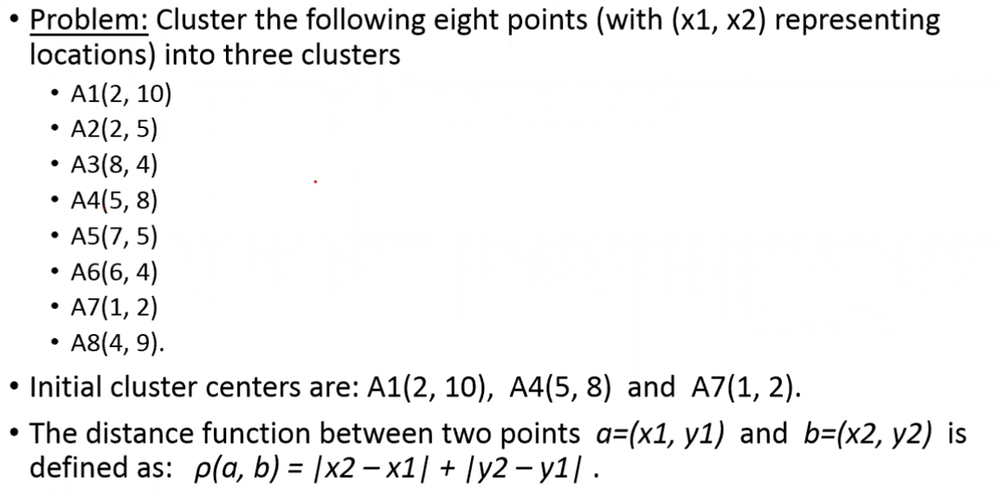 • Problem: Cluster the following eight points (with (x1, x2) representing
locations) into three clusters
• A1(2, 10)
• A2(2, 5)
• A3(8, 4)
• A4(5, 8)
• A5(7, 5)
• A6(6, 4)
• A7(1, 2)
• A8(4, 9).
• Initial cluster centers are: A1(2, 10), A4(5, 8) and A7(1, 2).
• The distance function between two points a=(x1, y1) and b=(x2, y2) is
defined as: ρ(a, b) = |x2 – x1| + |y2 – y1| .